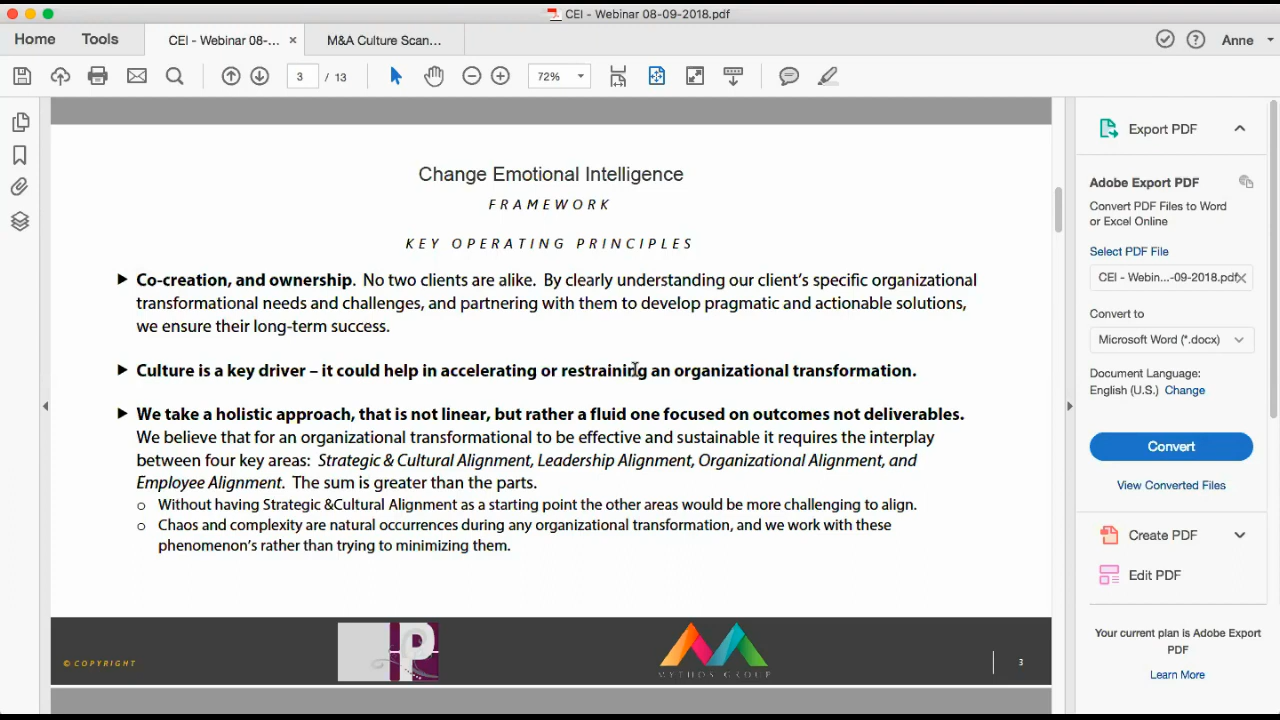 CEI - Webinar 08-09-2018.pdf
Home Tools CEI - Webinar 08-... × M&A Culture Scan... Anne
3 / 13 72%
Change Emotional Intelligence
FRAMEWORK
KEY OPERATING PRINCIPLES
► Co-creation, and ownership. No two clients are alike. By clearly understanding our client's specific organizational
transformational needs and challenges, and partnering with them to develop pragmatic and actionable solutions,
we ensure their long-term success.
► Culture is a key driver – it could help in accelerating or restraining an organizational transformation.
► We take a holistic approach, that is not linear, but rather a fluid one focused on outcomes not deliverables.
We believe that for an organizational transformational to be effective and sustainable it requires the interplay
between four key areas: Strategic & Cultural Alignment, Leadership Alignment, Organizational Alignment, and
Employee Alignment. The sum is greater than the parts.
o Without having Strategic &Cultural Alignment as a starting point the other areas would be more challenging to align.
o Chaos and complexity are natural occurrences during any organizational transformation, and we work with these
phenomenon's rather than trying to minimizing them.
© COPYRIGHT
P
MYTHOS GROUP
3
Export PDF
Adobe Export PDF
Convert PDF Files to Word
or Excel Online
Select PDF File
CEI - Webin...-09-2018.pdf
Convert to
Microsoft Word (*.docx)
Document Language:
English (U.S.) Change
Convert
View Converted Files
Create PDF
Edit PDF
Your current plan is Adobe Export
PDF
Learn More